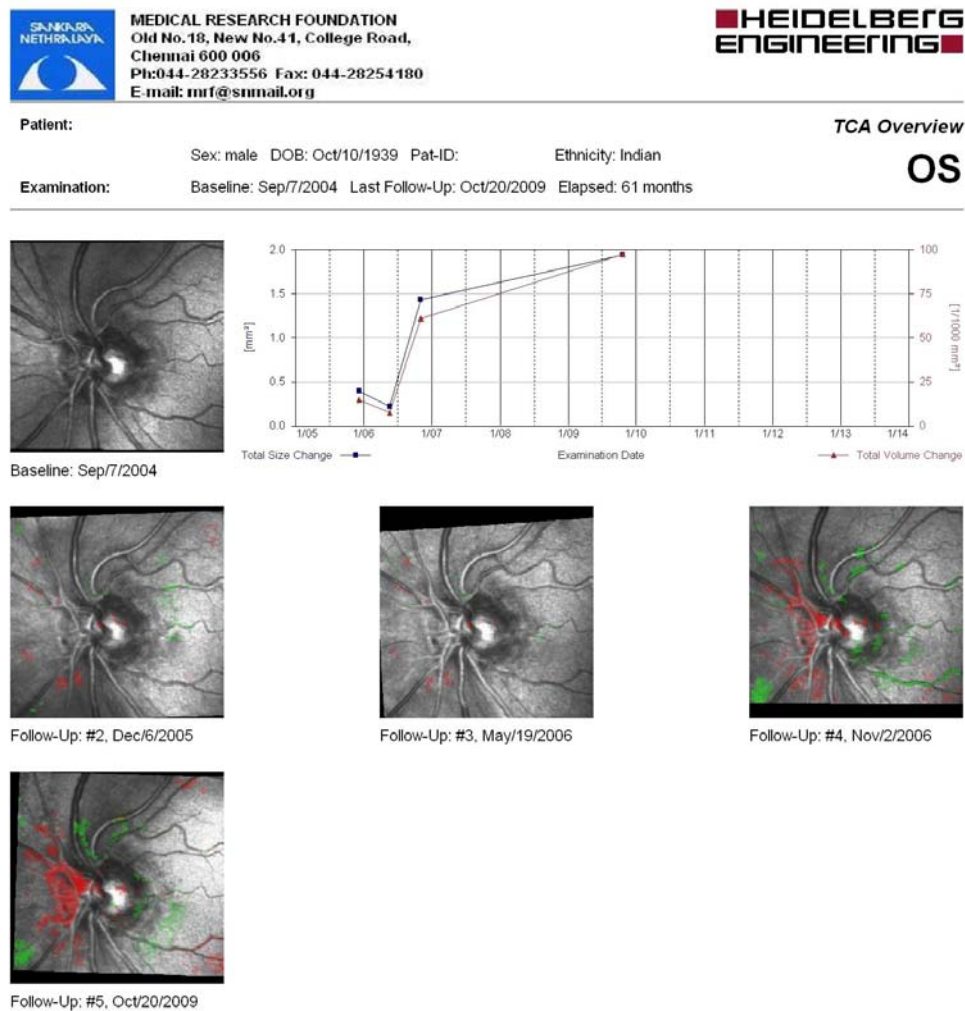 SANKARA
NETHRALAYA
MEDICAL RESEARCH FOUNDATION
Old No.18, New No.41, College Road,
Chennai 600 006
Ph:044-28233556 Fax: 044-28254180
E-mail: mrf@snmail.org
HEIDELBERG
ENGINEERING
Patient:
TCA Overview
Sex: male DOB: Oct/10/1939 Pat-ID: Ethnicity: Indian
OS
Examination: Baseline: Sep/7/2004 Last Follow-Up: Oct/20/2009 Elapsed: 61 months
2.0
1.5
1.0
0.5
0.0
[mm²]
100
75
50
25
0
[1/1000 mm³]
1/05 1/06 1/07 1/08 1/09 1/10 1/11 1/12 1/13 1/14
Total Size Change Examination Date Total Volume Change
Baseline: Sep/7/2004
Follow-Up: #2, Dec/6/2005
Follow-Up: #3, May/19/2006
Follow-Up: #4, Nov/2/2006
Follow-Up: #5, Oct/20/2009